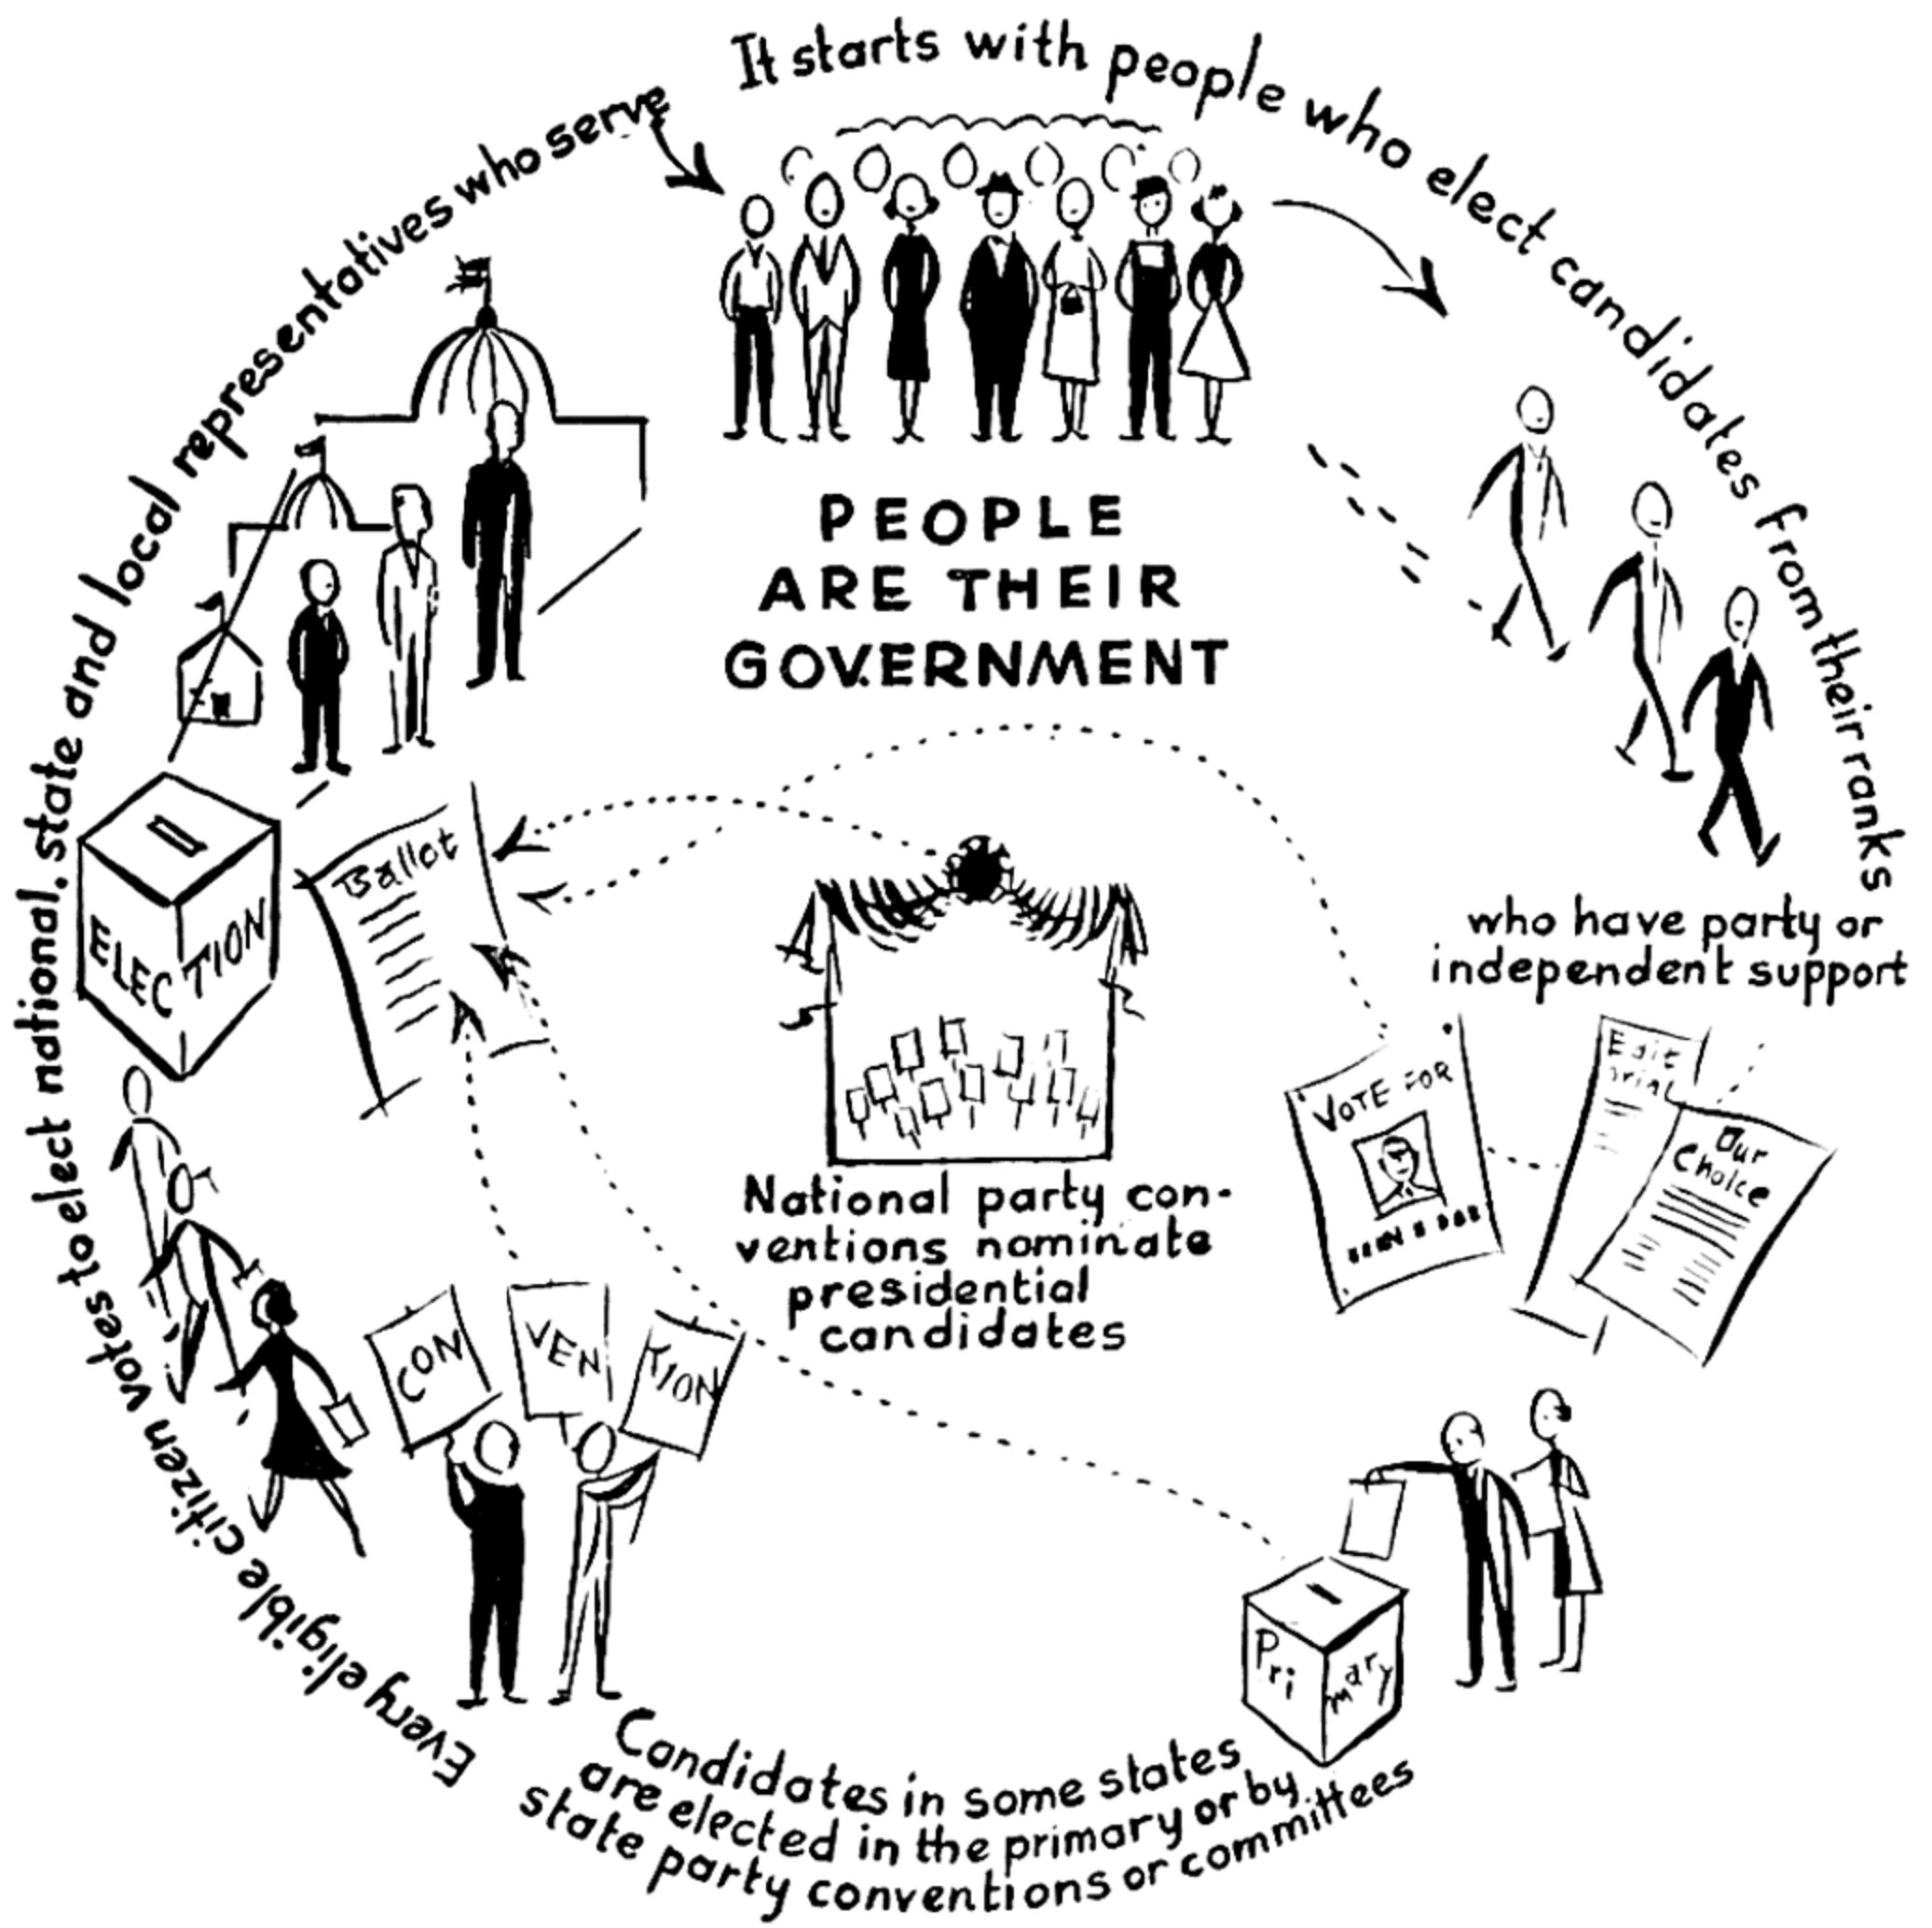 It starts with people who elect candidates from their ranks
who have party or
independent support
VOTE FOR
Edit
orial
Our
Choice
Pri mary
Candidates in some states
are elected in the primary or by
state party conventions or committees
CON VEN TION
Every eligible citizen votes to elect national, state and local representatives who serve
ELEC TION
Ballot
PEOPLE
ARE THEIR
GOVERNMENT
National party con-
ventions nominate
presidential
candidates